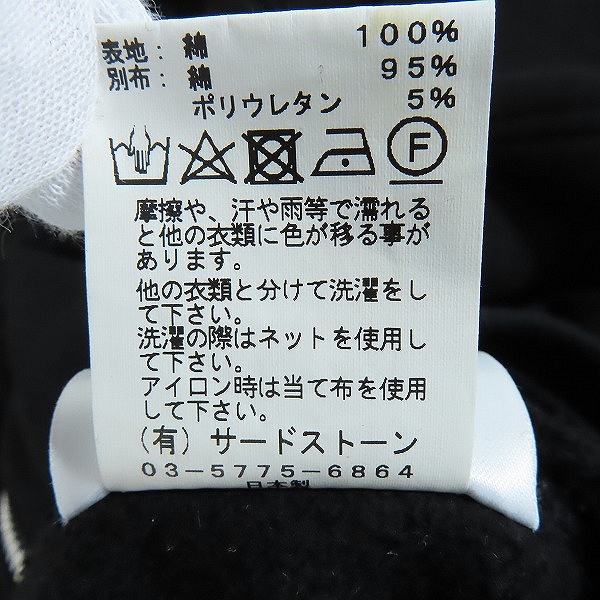 表地：綿 100%
別布：綿 95%
ポリウレタン 5%
F
摩擦や、汗や雨等で濡れる
と他の衣類に色が移る事が
あります。
他の衣類と分けて洗濯をし
て下さい。
洗濯の際はネットを使用し
て下さい。
アイロン時は当て布を使用
して下さい。
(有) サードストーン
03-5775-6864
日本製